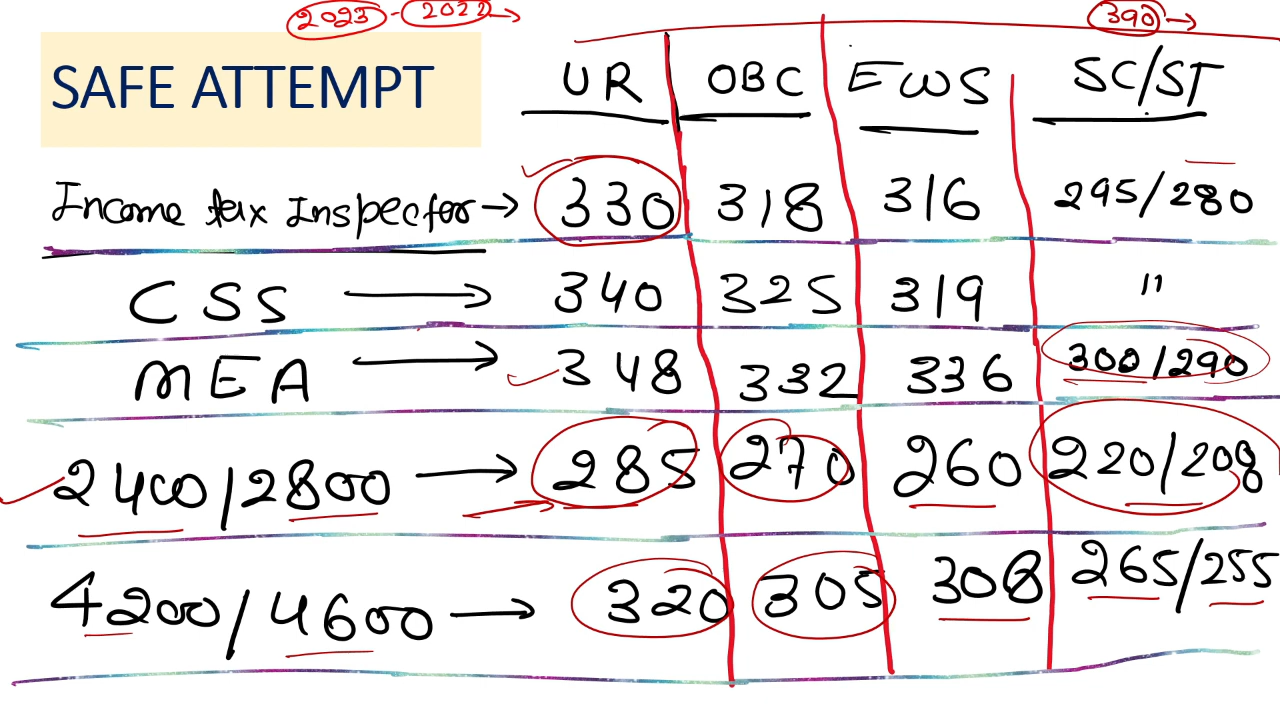 2023 - 2022 → 390 →
SAFE ATTEMPT UR OBC EWS SC/ST
Income tax Inspector → 330 318 316 295/280
CSS → 340 325 319 "
MEA → 348 332 336 300/290
2400/2800 → 285 270 260 220/208
4200/4600 → 320 305 308 265/255